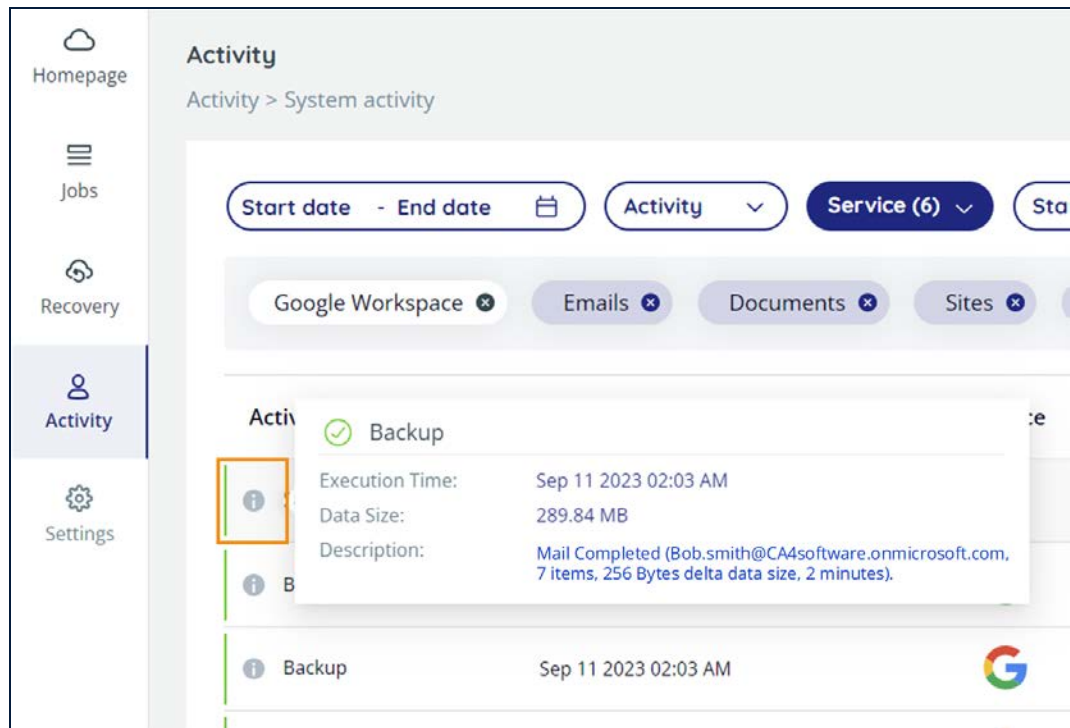 Homepage
Jobs
Recovery
Activity
Settings
Activity
Activity > System activity
Start date - End date
Activity
Service (6)
Sta
Google Workspace
Emails
Documents
Sites
Activ
ce
Backup
Execution Time: Sep 11 2023 02:03 AM
Data Size: 289.84 MB
Description: Mail Completed (Bob.smith@CA4software.onmicrosoft.com,
7 items, 256 Bytes delta data size, 2 minutes).
B
Backup Sep 11 2023 02:03 AM